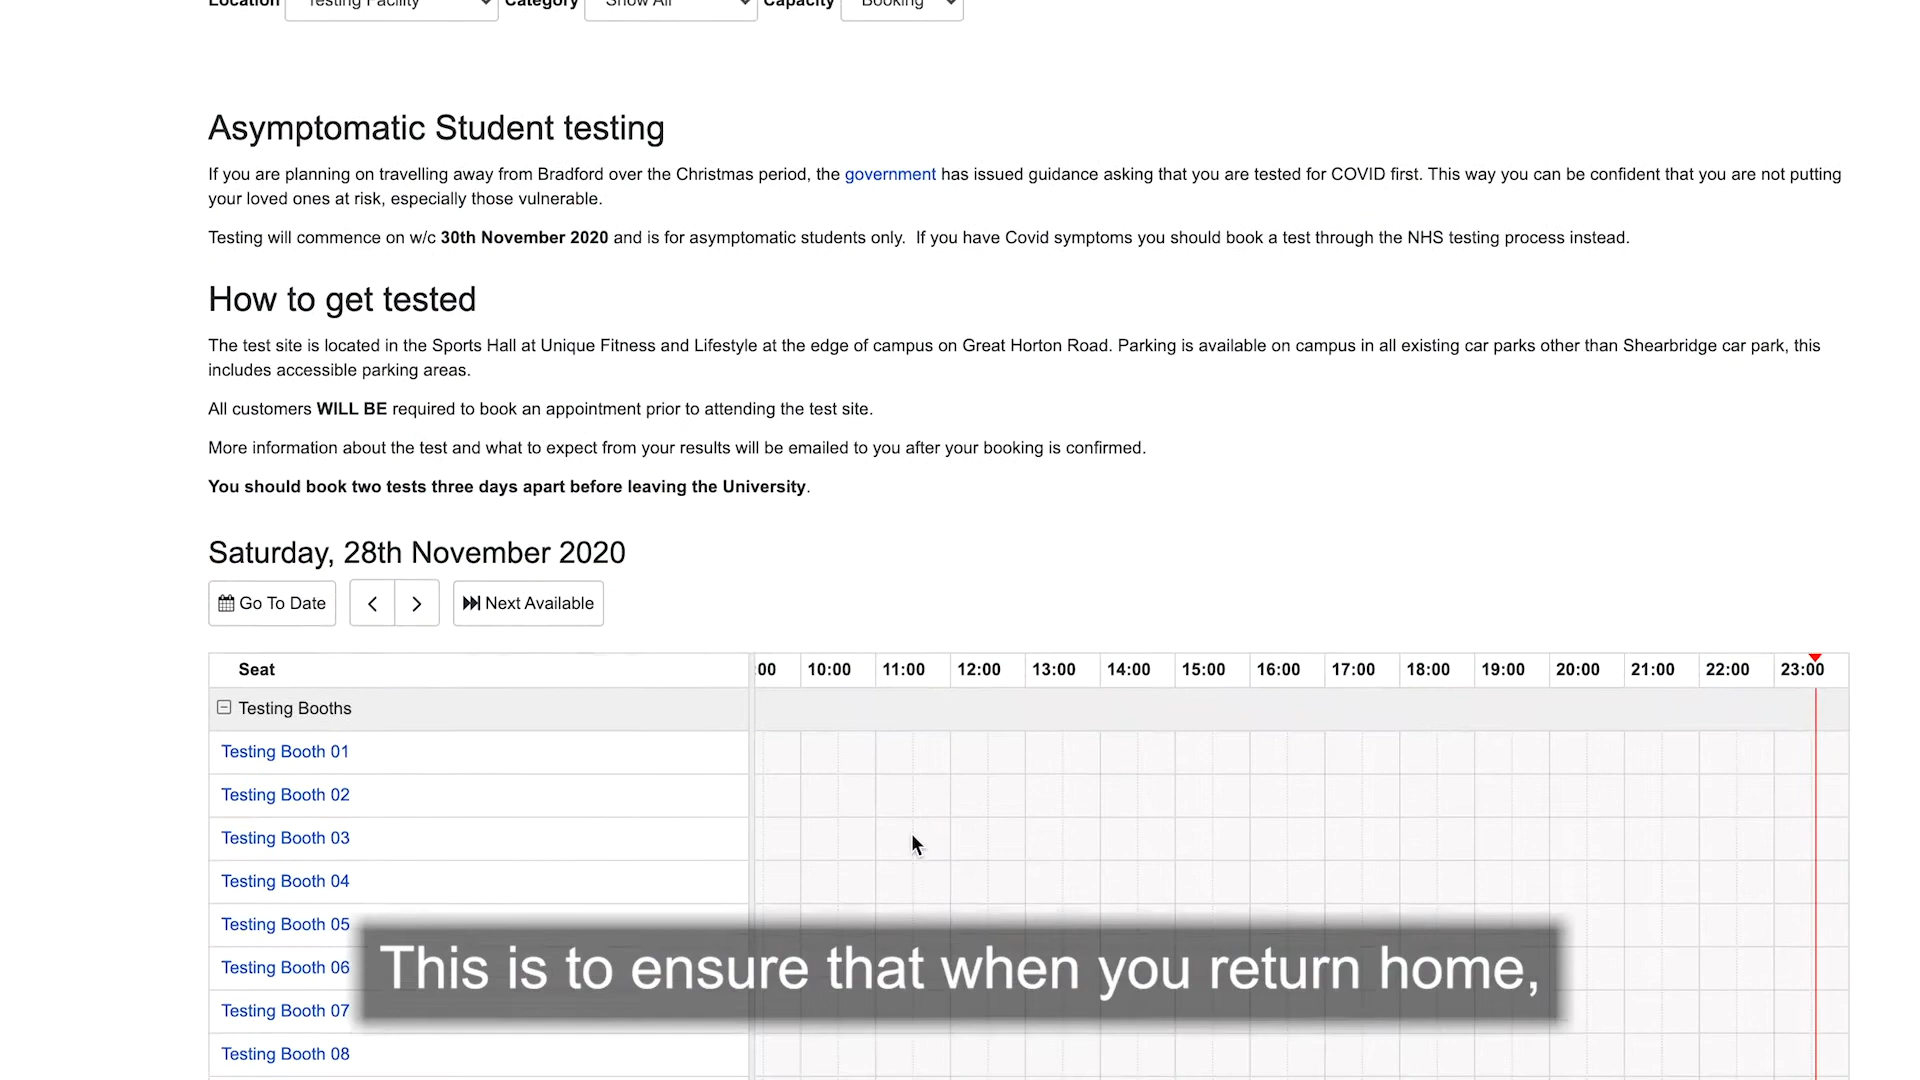 Location Testing Facility Category Show All Capacity Booking
Asymptomatic Student testing
If you are planning on travelling away from Bradford over the Christmas period, the government has issued guidance asking that you are tested for COVID first. This way you can be confident that you are not putting
your loved ones at risk, especially those vulnerable.
Testing will commence on w/c 30th November 2020 and is for asymptomatic students only. If you have Covid symptoms you should book a test through the NHS testing process instead.
How to get tested
The test site is located in the Sports Hall at Unique Fitness and Lifestyle at the edge of campus on Great Horton Road. Parking is available on campus in all existing car parks other than Shearbridge car park, this
includes accessible parking areas.
All customers WILL BE required to book an appointment prior to attending the test site.
More information about the test and what to expect from your results will be emailed to you after your booking is confirmed.
You should book two tests three days apart before leaving the University.
Saturday, 28th November 2020
Go To Date Next Available
Seat :00 10:00 11:00 12:00 13:00 14:00 15:00 16:00 17:00 18:00 19:00 20:00 21:00 22:00 23:00
Testing Booths
Testing Booth 01
Testing Booth 02
Testing Booth 03
Testing Booth 04
Testing Booth 05
Testing Booth 06
This is to ensure that when you return home,
Testing Booth 07
Testing Booth 08